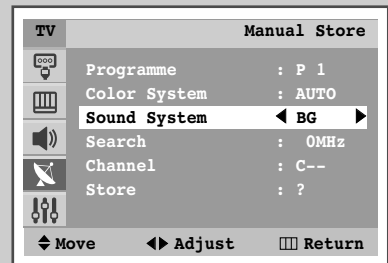 TV Manual Store
Programme : P 1
Color System : AUTO
Sound System ◀ BG ▶
Search : 0MHz
Channel : C--
Store : ?
Move Adjust Return